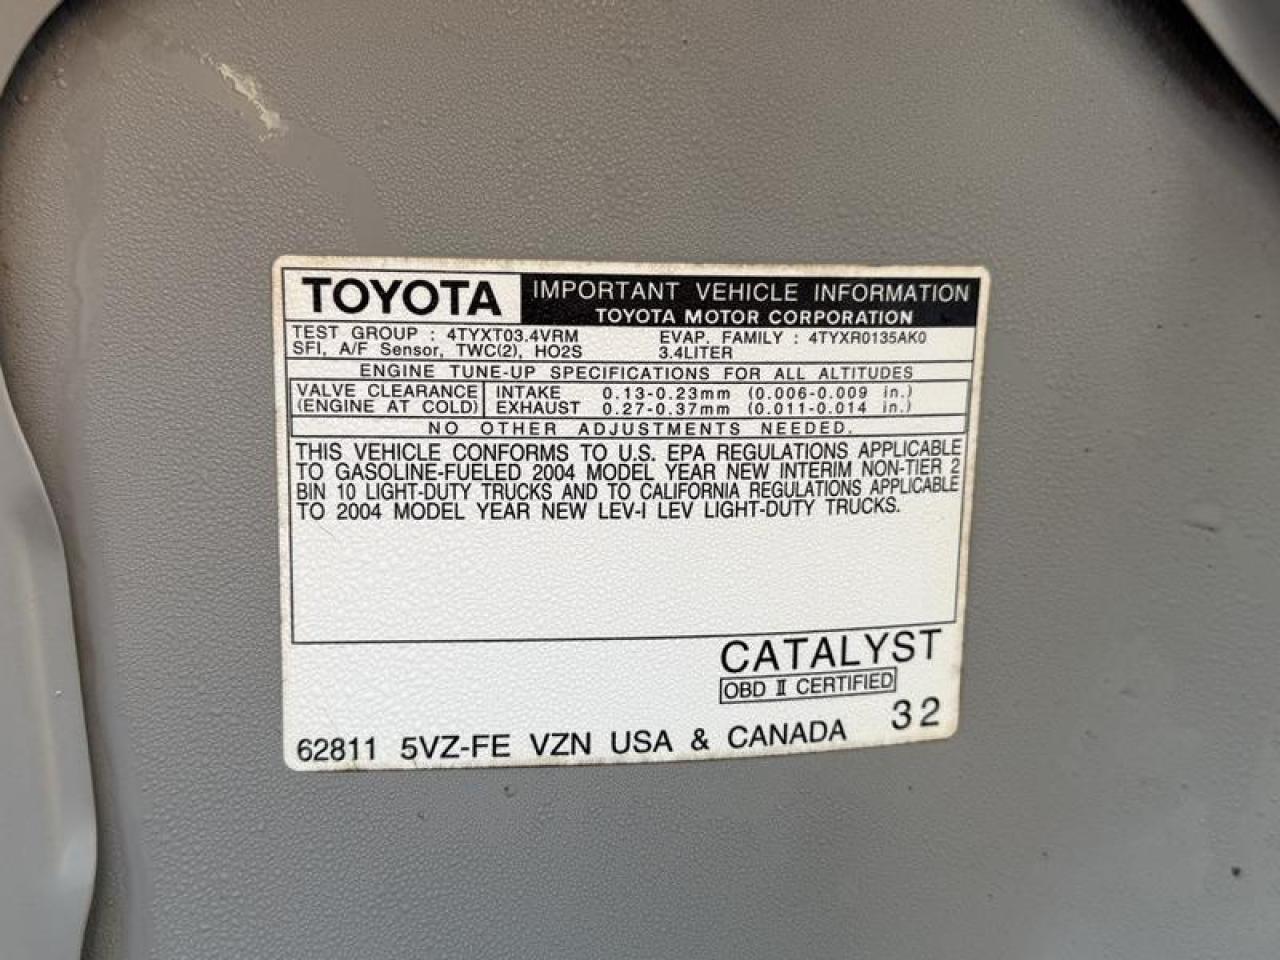 TOYOTA IMPORTANT VEHICLE INFORMATION
TOYOTA MOTOR CORPORATION
TEST GROUP : 4TYXT03.4VRM EVAP. FAMILY : 4TYXR0135AK0
SFI, A/F Sensor, TWC(2), HO2S 3.4LITER
ENGINE TUNE-UP SPECIFICATIONS FOR ALL ALTITUDES
VALVE CLEARANCE INTAKE 0.13-0.23mm (0.006-0.009 in.)
(ENGINE AT COLD) EXHAUST 0.27-0.37mm (0.011-0.014 in.)
NO OTHER ADJUSTMENTS NEEDED.
THIS VEHICLE CONFORMS TO U.S. EPA REGULATIONS APPLICABLE
TO GASOLINE-FUELED 2004 MODEL YEAR NEW INTERIM NON-TIER 2
BIN 10 LIGHT-DUTY TRUCKS AND TO CALIFORNIA REGULATIONS APPLICABLE
TO 2004 MODEL YEAR NEW LEV-I LEV LIGHT-DUTY TRUCKS.
CATALYST
OBD II CERTIFIED
62811 5VZ-FE VZN USA & CANADA 32